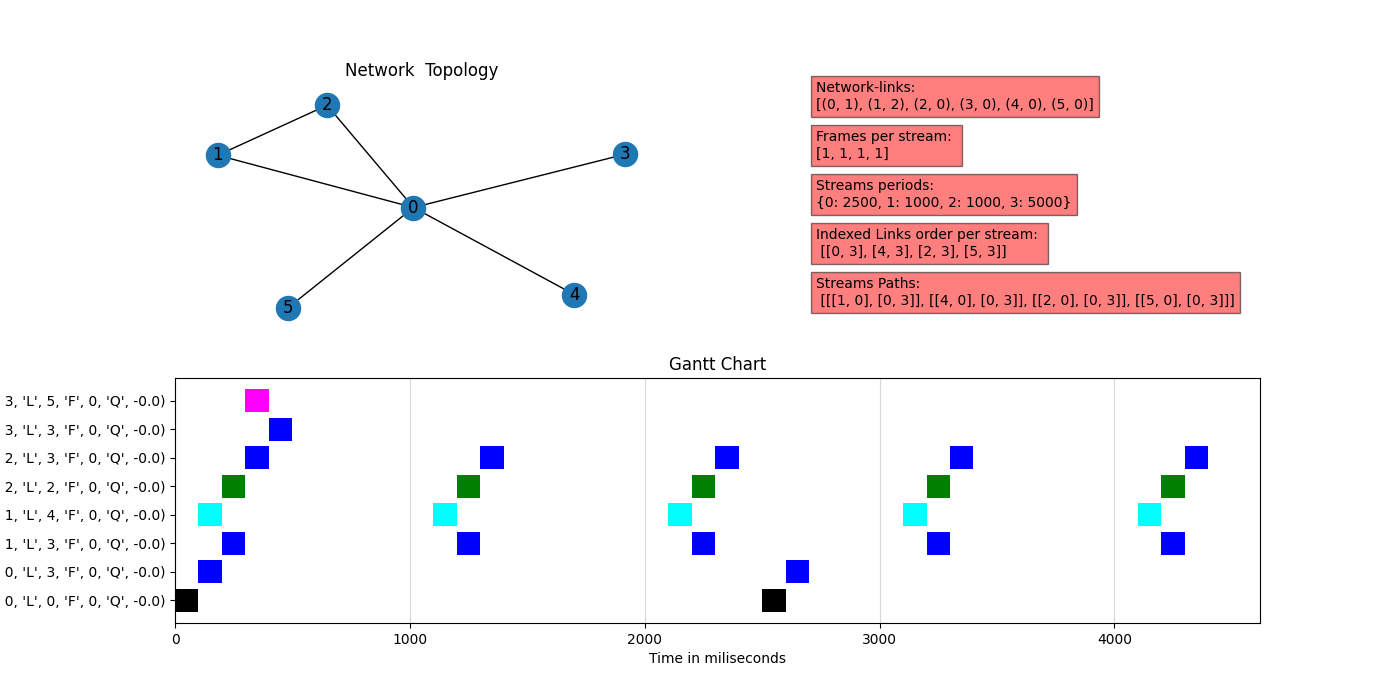 Network  Topology
2
1
3
0
4
5
Network-links:
[(0, 1), (1, 2), (2, 0), (3, 0), (4, 0), (5, 0)]
Frames per stream:
[1, 1, 1, 1]
Streams periods:
{0: 2500, 1: 1000, 2: 1000, 3: 5000}
Indexed Links order per stream:
[[0, 3], [4, 3], [2, 3], [5, 3]]
Streams Paths:
[[[1, 0], [0, 3]], [[4, 0], [0, 3]], [[2, 0], [0, 3]], [[5, 0], [0, 3]]]
Gantt Chart
3, 'L', 5, 'F', 0, 'Q', -0.0)
3, 'L', 3, 'F', 0, 'Q', -0.0)
2, 'L', 3, 'F', 0, 'Q', -0.0)
2, 'L', 2, 'F', 0, 'Q', -0.0)
1, 'L', 4, 'F', 0, 'Q', -0.0)
1, 'L', 3, 'F', 0, 'Q', -0.0)
0, 'L', 3, 'F', 0, 'Q', -0.0)
0, 'L', 0, 'F', 0, 'Q', -0.0)
0 1000 2000 3000 4000
Time in miliseconds